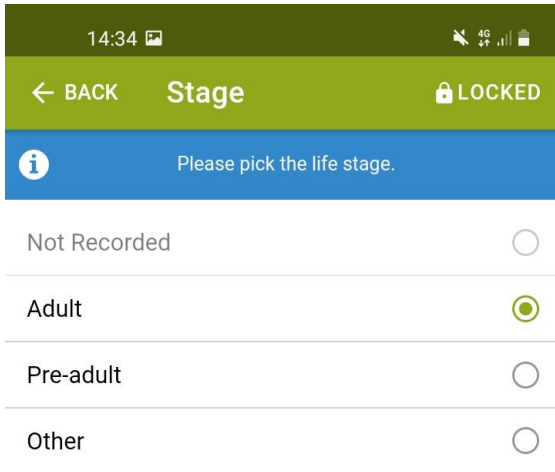 14:34 4G
BACK Stage LOCKED
i Please pick the life stage.
Not Recorded
Adult
Pre-adult
Other